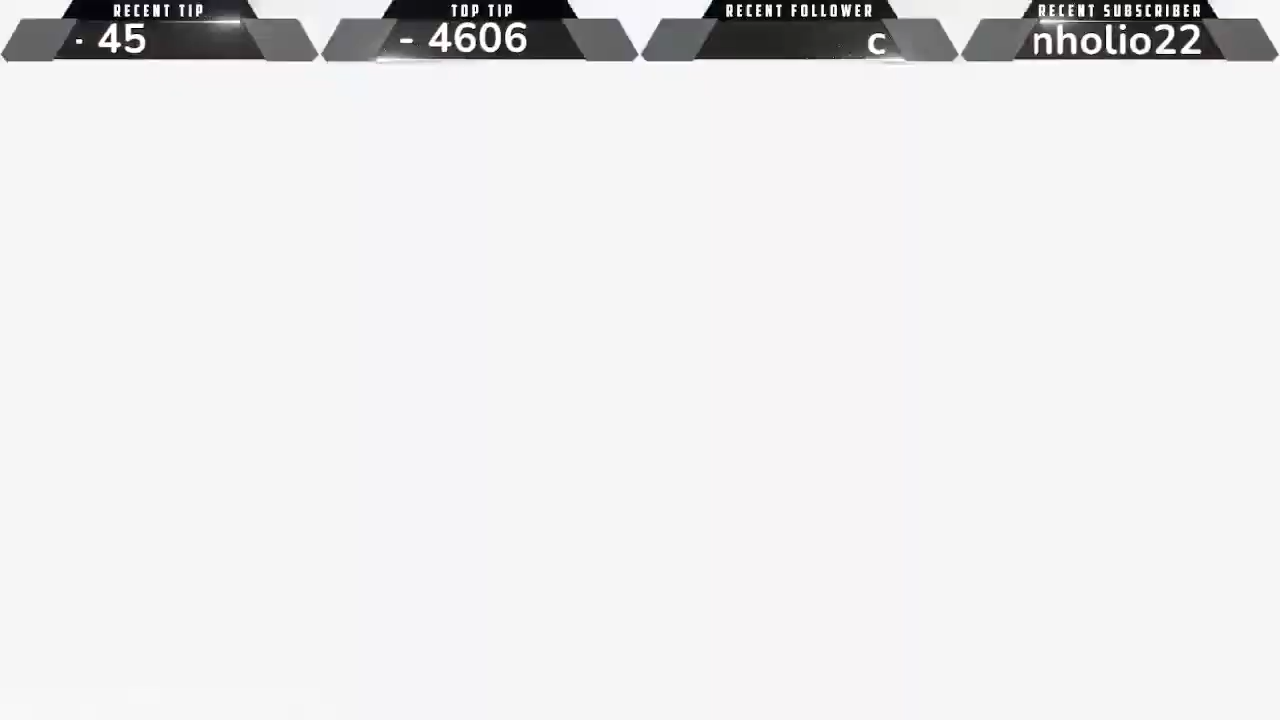 RECENT TIP
- 45
TOP TIP
- 4606
RECENT FOLLOWER
c
RECENT SUBSCRIBER
nholio22